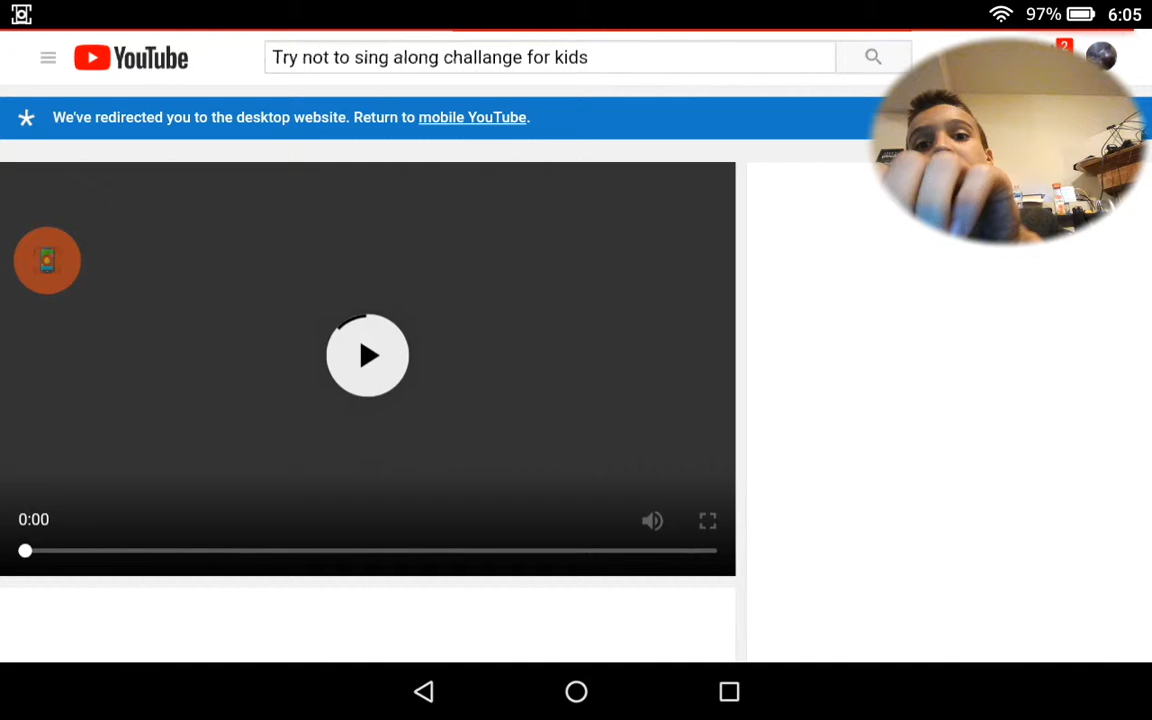 97% 6:05
YouTube Try not to sing along challange for kids 2
We've redirected you to the desktop website. Return to mobile YouTube.
0:00